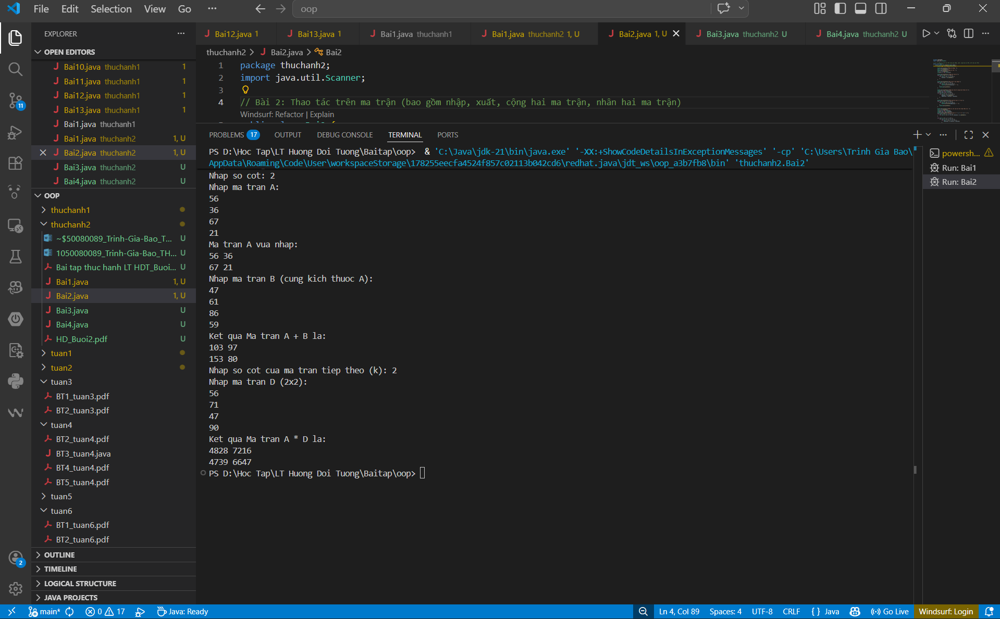 File Edit Selection View Go ···
oop
EXPLORER ···
OPEN EDITORS
Bai10.java thuchanh1 1
Bai11.java thuchanh1 1
Bai12.java thuchanh1 1
Bai13.java thuchanh1 1
Bai1.java thuchanh1
Bai1.java thuchanh2 1, U
Bai2.java thuchanh2 1, U
Bai3.java thuchanh2 U
Bai4.java thuchanh2 U
OOP
thuchanh1
thuchanh2
~$50080089_Trinh-Gia-Bao_T... U
1050080089_Trinh-Gia-Bao_TH... U
Bai tap thuc hanh LT HDT_Buoi... U
Bai1.java 1, U
Bai2.java 1, U
Bai3.java U
Bai4.java U
HD_Buoi2.pdf U
tuan1
tuan2
tuan3
BT1_tuan3.pdf
BT2_tuan3.pdf
tuan4
BT2_tuan4.pdf
BT3_tuan4.java
BT4_tuan4.pdf
BT5_tuan4.pdf
tuan5
tuan6
BT1_tuan6.pdf
BT2_tuan6.pdf
OUTLINE
TIMELINE
LOGICAL STRUCTURE
JAVA PROJECTS
11
2
Bai12.java 1 Bai13.java 1 Bai1.java thuchanh1 Bai1.java thuchanh2 1, U Bai2.java 1, U Bai3.java thuchanh2 U Bai4.java thuchanh2 U
thuchanh2 > Bai2.java > Bai2
1 package thuchanh2;
2 import java.util.Scanner;
3
4 // Bài 2: Thao tác trên ma trận (bao gồm nhập, xuất, cộng hai ma trận, nhân hai ma trận)
Windsurf: Refactor | Explain
PROBLEMS 17 OUTPUT DEBUG CONSOLE TERMINAL PORTS
PS D:\Hoc Tap\LT Huong Doi Tuong\Baitap\oop> & 'C:\Java\jdk-21\bin\java.exe' '-XX:+ShowCodeDetailsInExceptionMessages' '-cp' 'C:\Users\Trinh Gia Bao\
AppData\Roaming\Code\User\workspaceStorage\178255eecfa4524f857c02113b042cd6\redhat.java\jdt_ws\oop_a3b7fb8\bin' 'thuchanh2.Bai2'
Nhap so cot: 2
Nhap ma tran A:
56
36
67
21
Ma tran A vua nhap:
56 36
67 21
Nhap ma tran B (cung kich thuoc A):
47
61
86
59
Ket qua Ma tran A + B la:
103 97
153 80
Nhap so cot cua ma tran tiep theo (k): 2
Nhap ma tran D (2x2):
56
71
47
90
Ket qua Ma tran A * D la:
4828 7216
4739 6647
PS D:\Hoc Tap\LT Huong Doi Tuong\Baitap\oop>
powersh...
Run: Bai1
Run: Bai2
main* 0 17 Java: Ready Ln 4, Col 89 Spaces: 4 UTF-8 CRLF { } Java Go Live Windsurf: Login